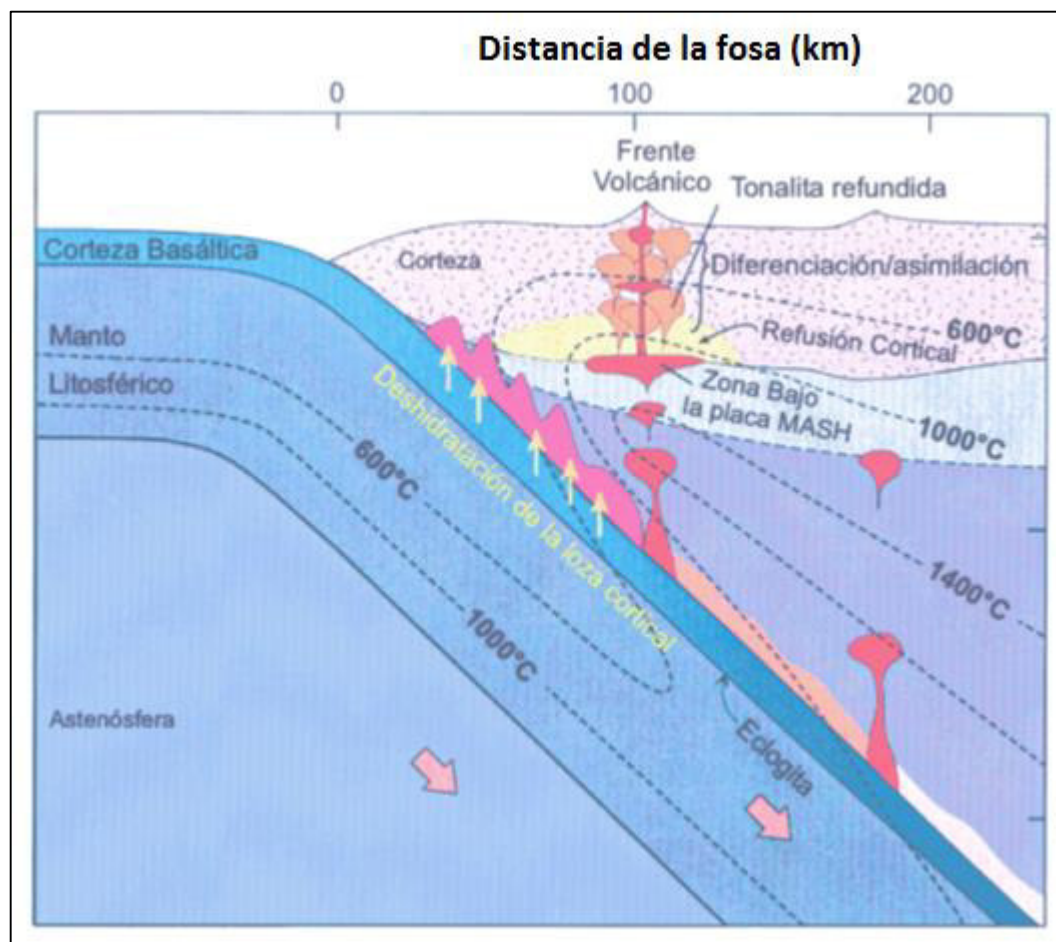 Distancia de la fosa (km)
0
100
200
Frente
Volcánico
Tonalita refundida
Corteza Basáltica
Corteza
Diferenciación/asimilación
600°C
Refusión Cortical
Manto
Zona Bajo
la placa MASH
Litosférico
1000°C
Deshidratación de la loza cortical
600°C
1400°C
1000°C
Astenósfera
Eclogita